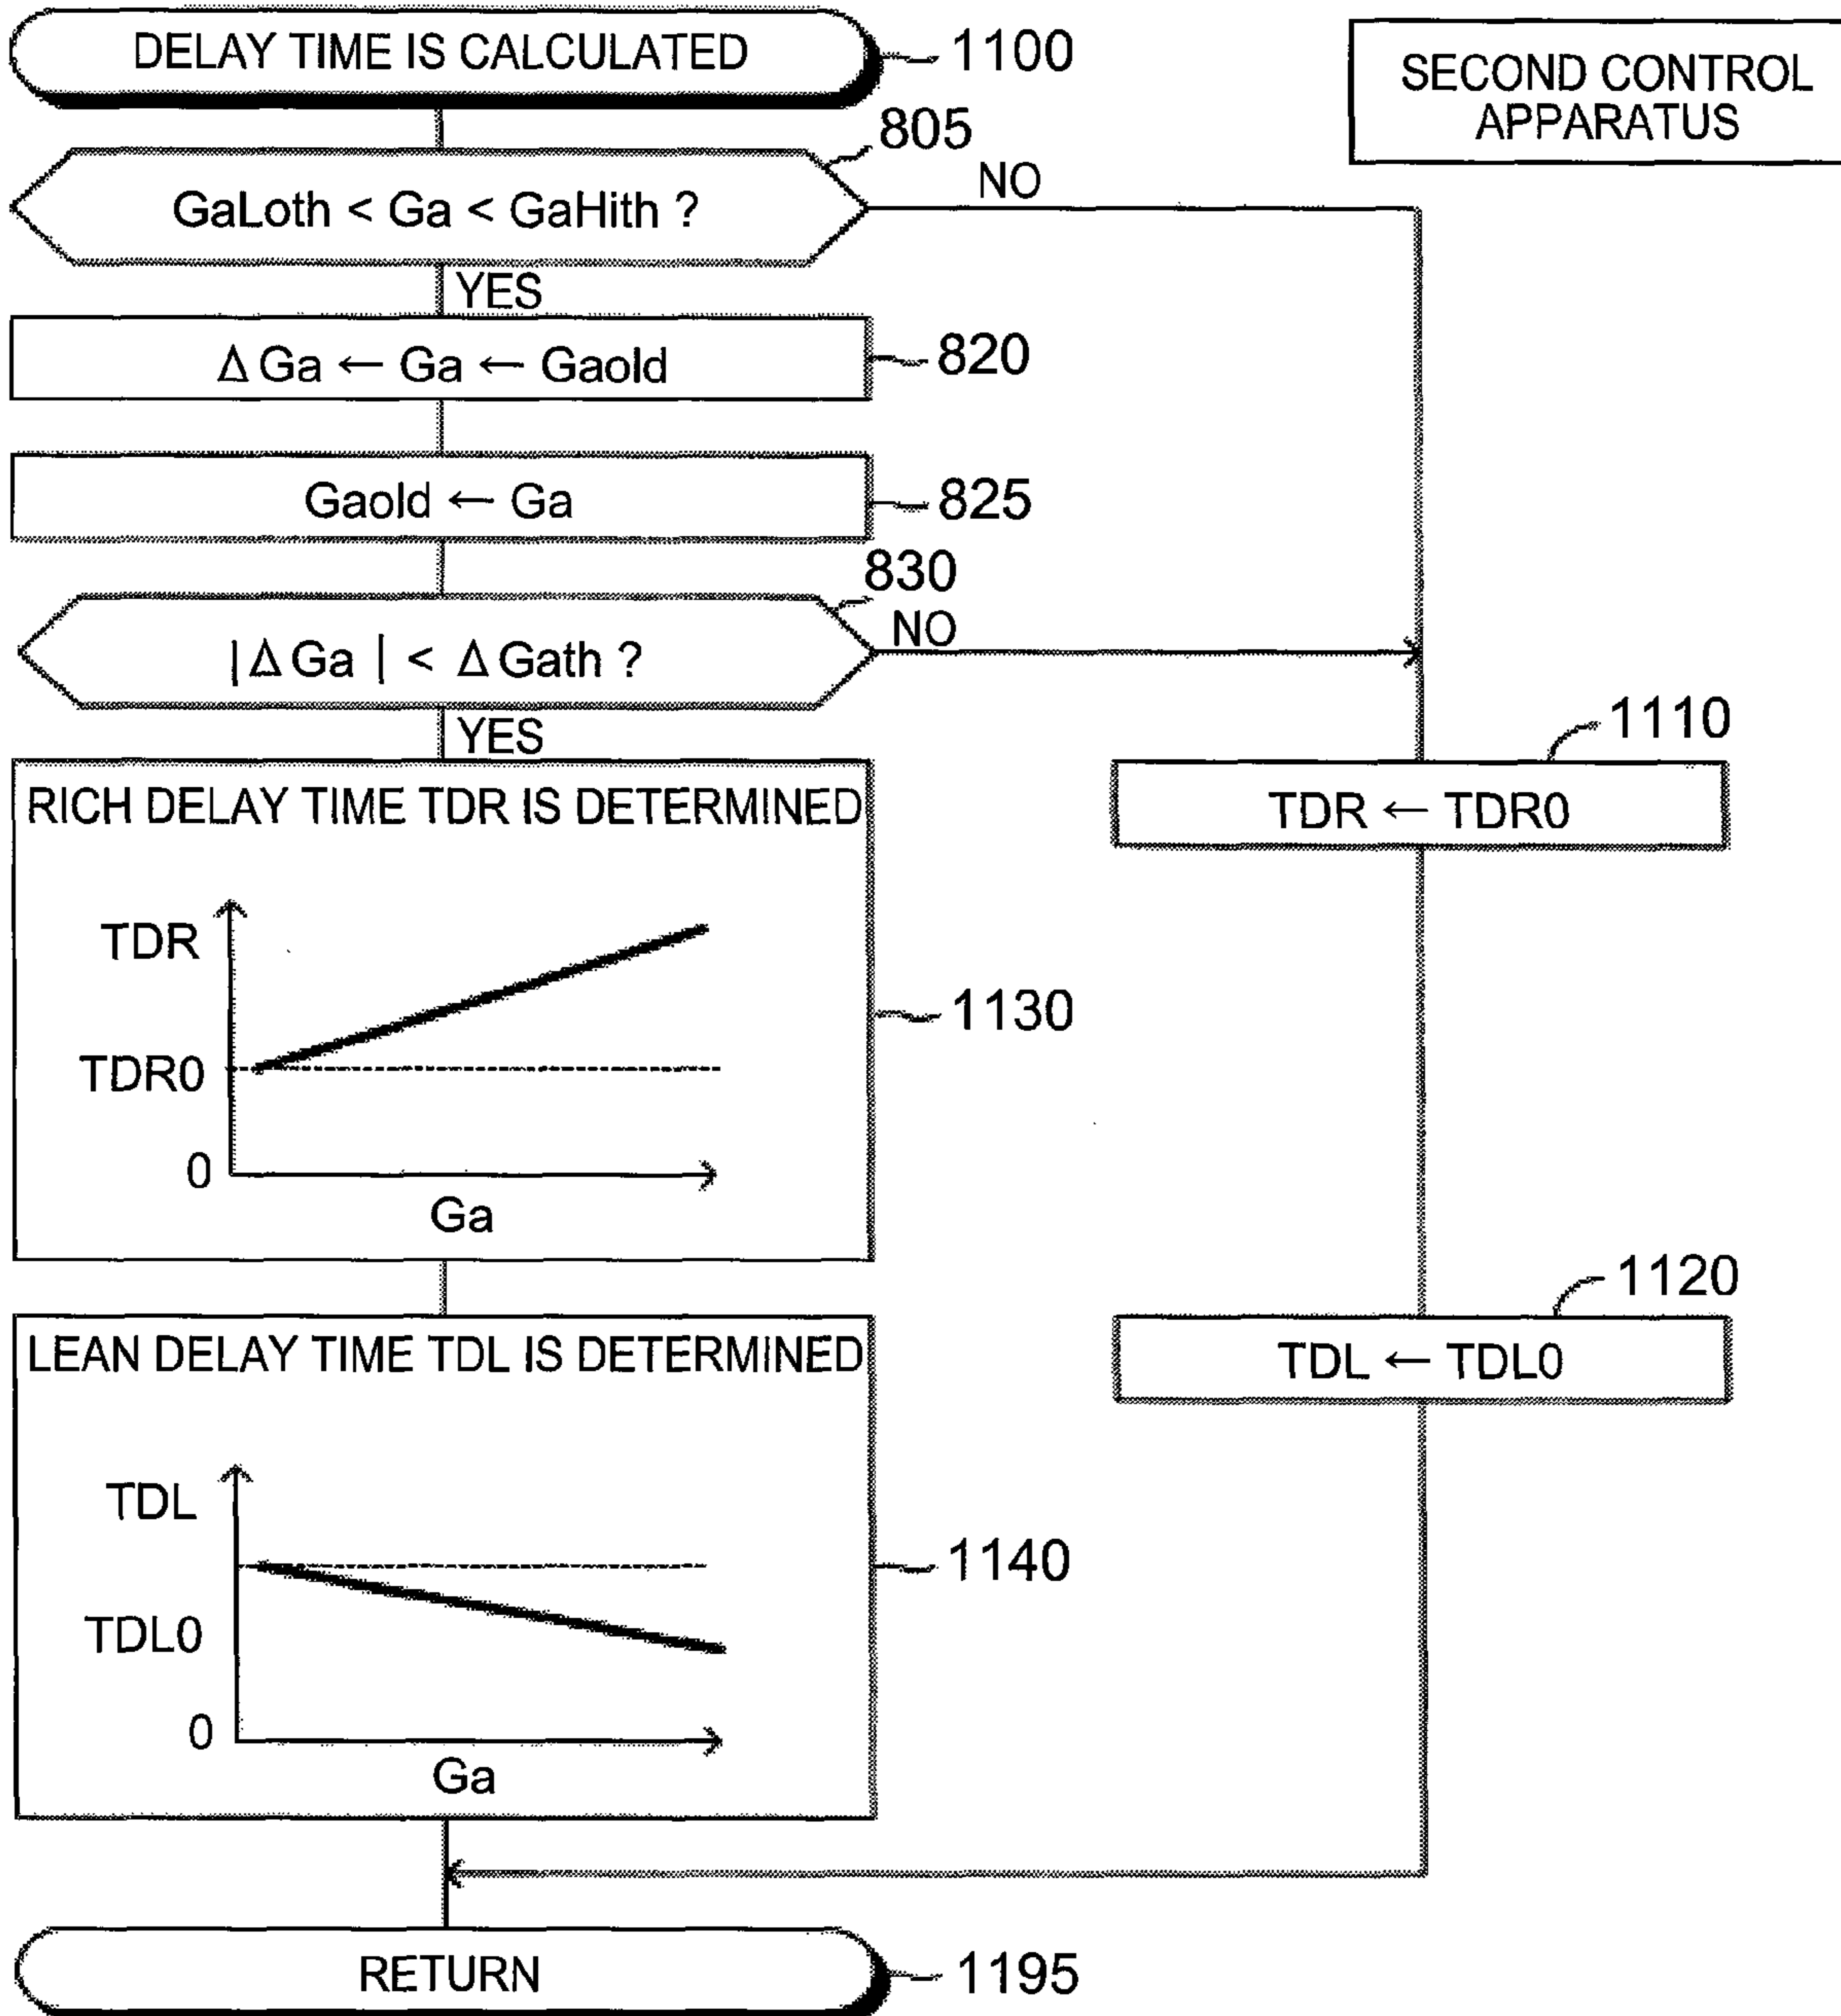 DELAY TIME IS CALCULATED
1100
SECOND CONTROL
APPARATUS
805
GaLoth < Ga < GaHith ?
NO
YES
Δ Ga ← Ga ← Gaold
820
Gaold ← Ga
825
830
| Δ Ga | < Δ Gath ?
NO
YES
1110
TDR ← TDR0
RICH DELAY TIME TDR IS DETERMINED
TDR
TDR0
0
Ga
1130
1120
TDL ← TDL0
LEAN DELAY TIME TDL IS DETERMINED
TDL
TDL0
0
Ga
1140
RETURN
1195